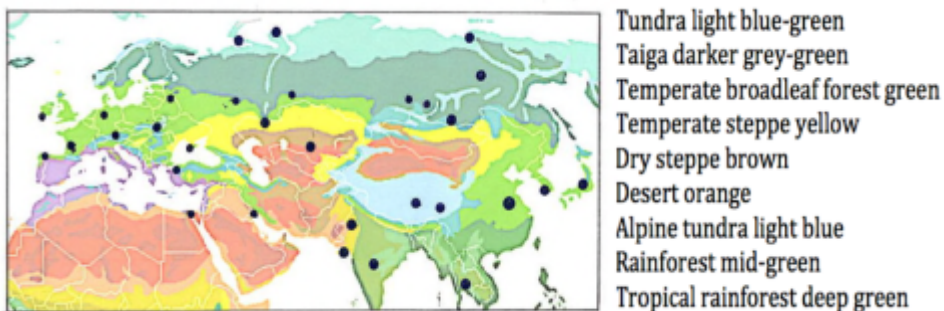 Tundra light blue-green
Taiga darker grey-green
Temperate broadleaf forest green
Temperate steppe yellow
Dry steppe brown
Desert orange
Alpine tundra light blue
Rainforest mid-green
Tropical rainforest deep green